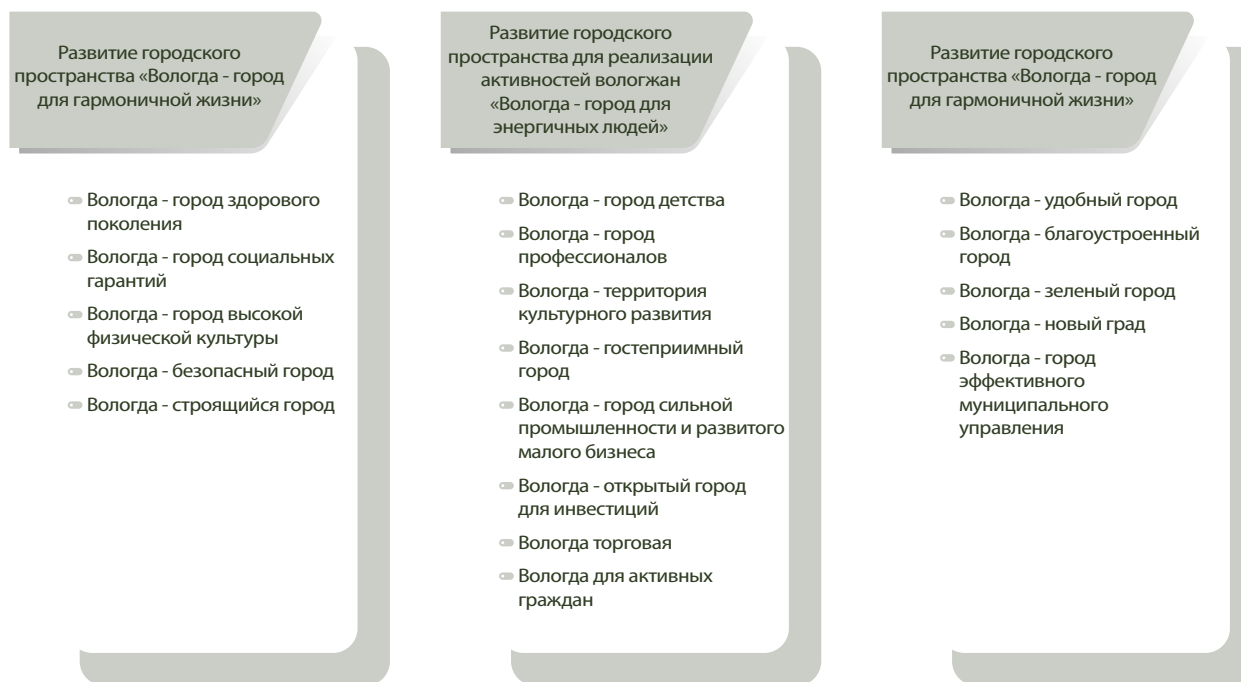 Развитие городского
пространства «Вологда - город
для гармоничной жизни»
Вологда - город здорового
поколения
Вологда - город социальных
гарантий
Вологда - город высокой
физической культуры
Вологда - безопасный город
Вологда - строящийся город
Развитие городского
пространства для реализации
активностей вологжан
«Вологда - город для
энергичных людей»
Вологда - город детства
Вологда - город
профессионалов
Вологда - территория
культурного развития
Вологда - гостеприимный
город
Вологда - город сильной
промышленности и развитого
малого бизнеса
Вологда - открытый город
для инвестиций
Вологда торговая
Вологда для активных
граждан
Развитие городского
пространства «Вологда - город
для гармоничной жизни»
Вологда - удобный город
Вологда - благоустроенный
город
Вологда - зеленый город
Вологда - новый град
Вологда - город
эффективного
муниципального
управления